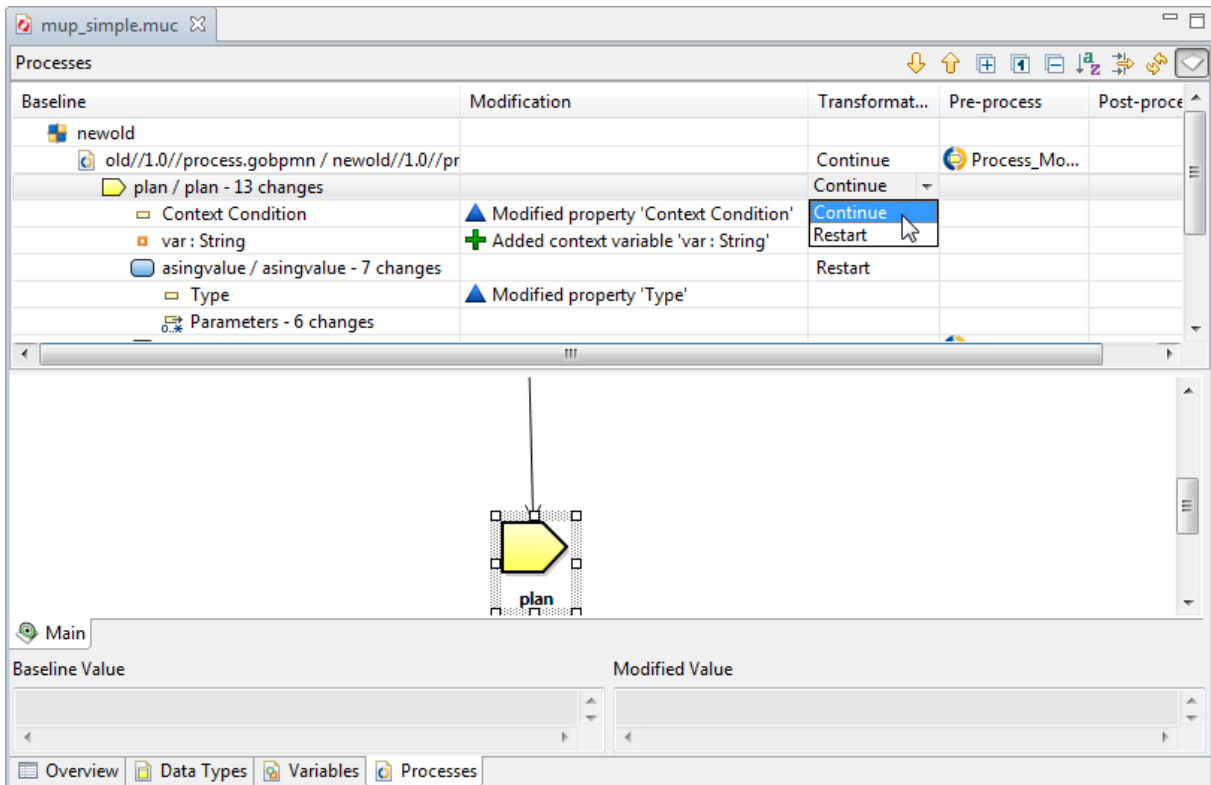 mup_simple.muc
Processes
Baseline Modification Transformat... Pre-process Post-proce
newold
old//1.0//process.gobpmn / newold//1.0//pr Continue Process_Mo...
plan / plan - 13 changes Continue
Context Condition Modified property 'Context Condition' Continue
var : String Added context variable 'var : String' Restart
asingvalue / asingvalue - 7 changes Restart
Type Modified property 'Type'
Parameters - 6 changes
plan
Main
Baseline Value Modified Value
Overview Data Types Variables Processes